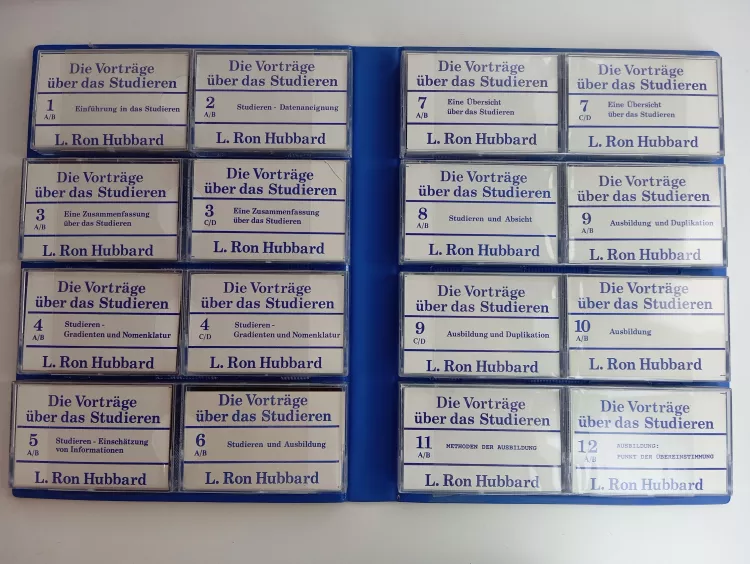 Die Vorträge
über das Studieren
1
A/B
Einführung in das Studieren
L. Ron Hubbard
Die Vorträge
über das Studieren
2
A/B
Studieren - Datenaneignung
L. Ron Hubbard
Die Vorträge
über das Studieren
3
A/B
Eine Zusammenfassung
über das Studieren
L. Ron Hubbard
Die Vorträge
über das Studieren
3
C/D
Eine Zusammenfassung
über das Studieren
L. Ron Hubbard
Die Vorträge
über das Studieren
4
A/B
Studieren -
Gradienten und Nomenklatur
L. Ron Hubbard
Die Vorträge
über das Studieren
4
C/D
Studieren -
Gradienten und Nomenklatur
L. Ron Hubbard
Die Vorträge
über das Studieren
5
A/B
Studieren - Einschätzung
von Informationen
L. Ron Hubbard
Die Vorträge
über das Studieren
6
A/B
Studieren und Ausbildung
L. Ron Hubbard
Die Vorträge
über das Studieren
7
A/B
Eine Übersicht
über das Studieren
L. Ron Hubbard
Die Vorträge
über das Studieren
7
C/D
Eine Übersicht
über das Studieren
L. Ron Hubbard
Die Vorträge
über das Studieren
8
A/B
Studieren und Absicht
L. Ron Hubbard
Die Vorträge
über das Studieren
9
A/B
Ausbildung und Duplikation
L. Ron Hubbard
Die Vorträge
über das Studieren
9
C/D
Ausbildung und Duplikation
L. Ron Hubbard
Die Vorträge
über das Studieren
10
A/B
Ausbildung
L. Ron Hubbard
Die Vorträge
über das Studieren
11
A/B
METHODEN DER AUSBILDUNG
L. Ron Hubbard
Die Vorträge
über das Studieren
12
A/B
AUSBILDUNG:
PUNKT DER ÜBEREINSTIMMUNG
L. Ron Hubbard